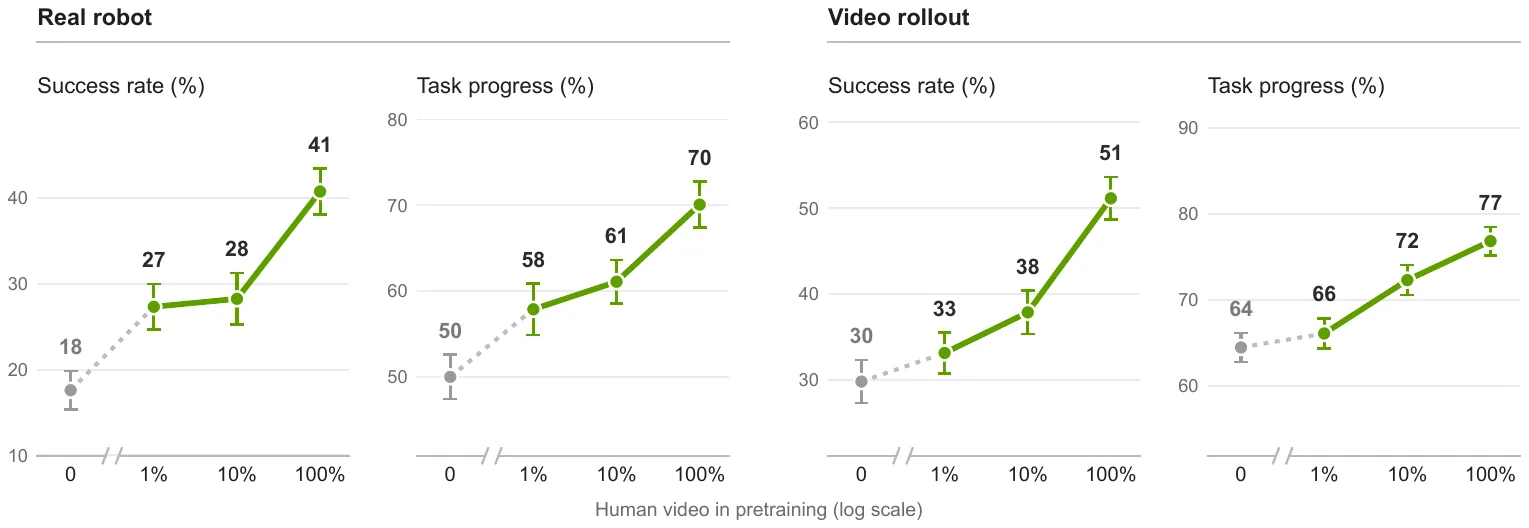 Real robot
Success rate (%)
41
40
28
27
30
18
20
10
0 1% 10% 100%
Task progress (%)
80
70
70
61
58
60
50
50
0 1% 10% 100%
Video rollout
Success rate (%)
60
51
50
38
40
33
30
30
0 1% 10% 100%
Task progress (%)
90
80
77
72
66
64
70
60
0 1% 10% 100%
Human video in pretraining (log scale)